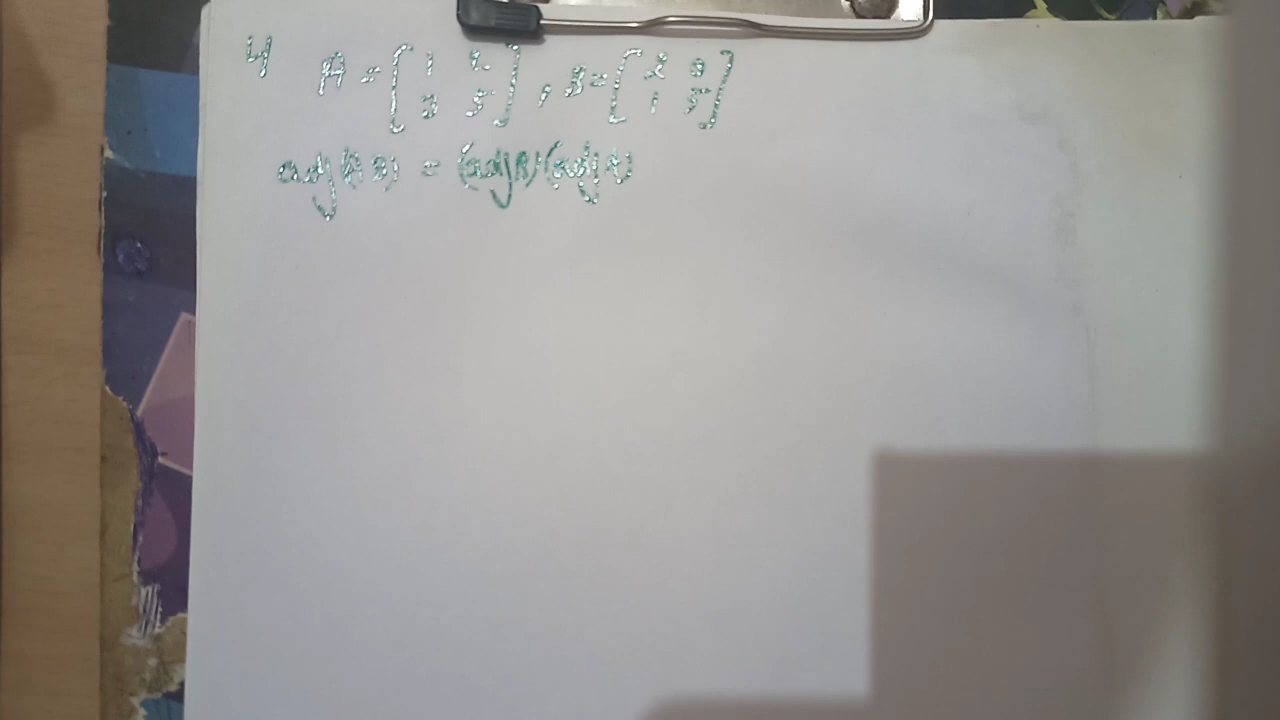 4 A = [1 2 3 5], B = [2 0 1 5]
adj(AB) = (adjB)(adjA)